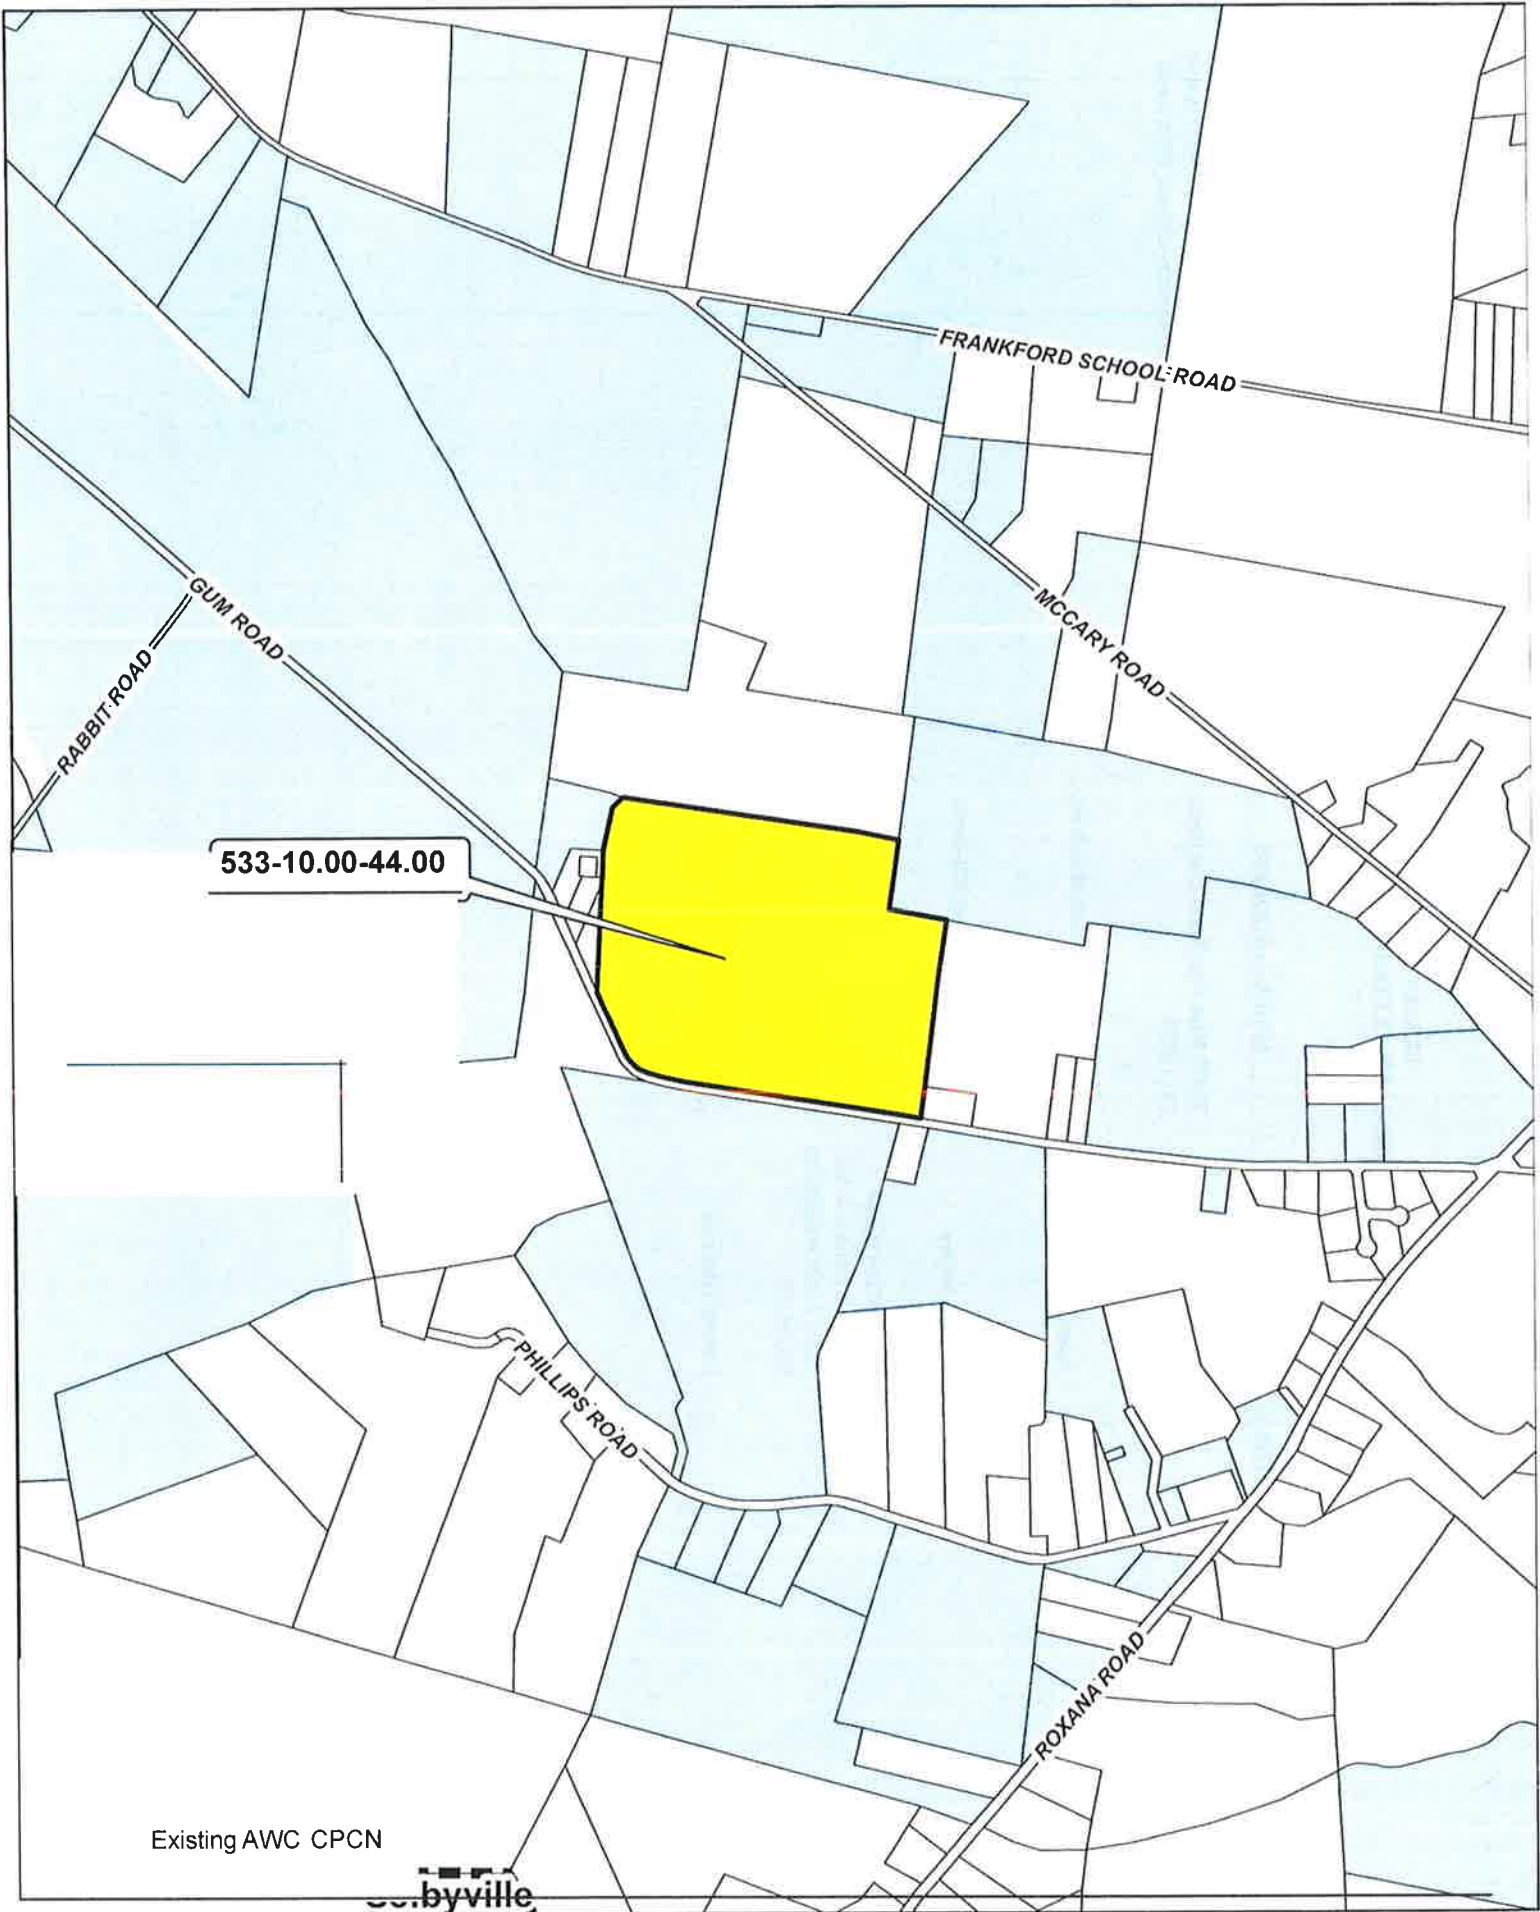 FRANKFORD SCHOOL ROAD
GUM ROAD
MCCARY ROAD
RABBIT ROAD
533-10.00-44.00
PHILLIPS ROAD
ROXANA ROAD
Existing AWC CPCN